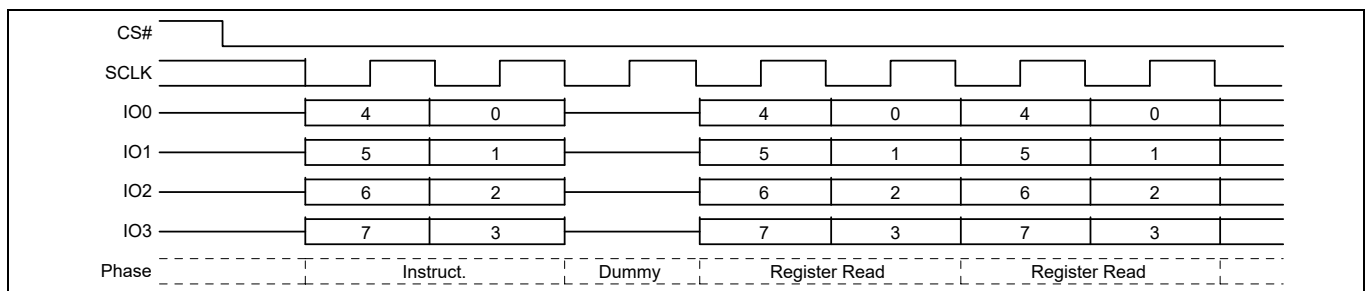 CS#
SCLK
IO0 4 0 4 0 4 0
IO1 5 1 5 1 5 1
IO2 6 2 6 2 6 2
IO3 7 3 7 3 7 3
Phase Instruct. Dummy Register Read Register Read